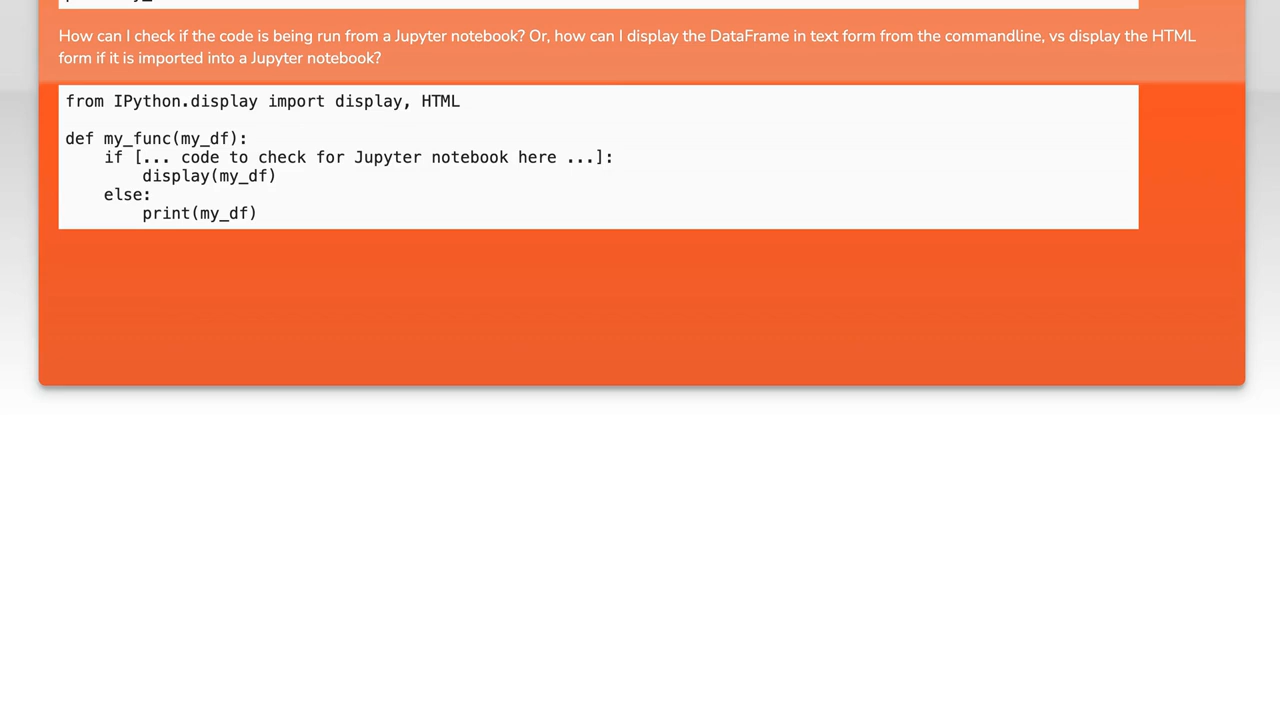 How can I check if the code is being run from a Jupyter notebook? Or, how can I display the DataFrame in text form from the commandline, vs display the HTML
form if it is imported into a Jupyter notebook?
from IPython.display import display, HTML
def my_func(my_df):
    if [... code to check for Jupyter notebook here ...]:
        display(my_df)
    else:
        print(my_df)